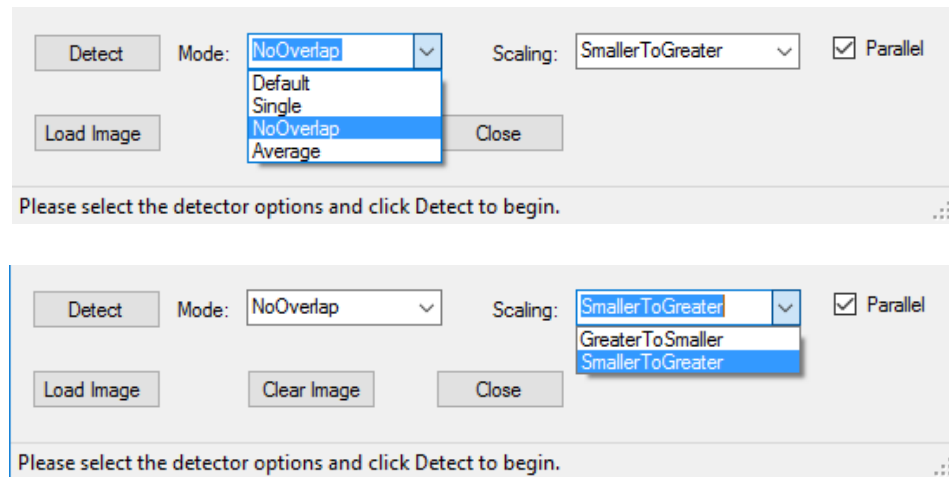 Detect Mode: NoOverlap Scaling: SmallerToGreater Parallel
Default
Single
NoOverlap
Average
Load Image Close
Please select the detector options and click Detect to begin.
Detect Mode: NoOverlap Scaling: SmallerToGreater Parallel
GreaterToSmaller
SmallerToGreater
Load Image Clear Image Close
Please select the detector options and click Detect to begin.